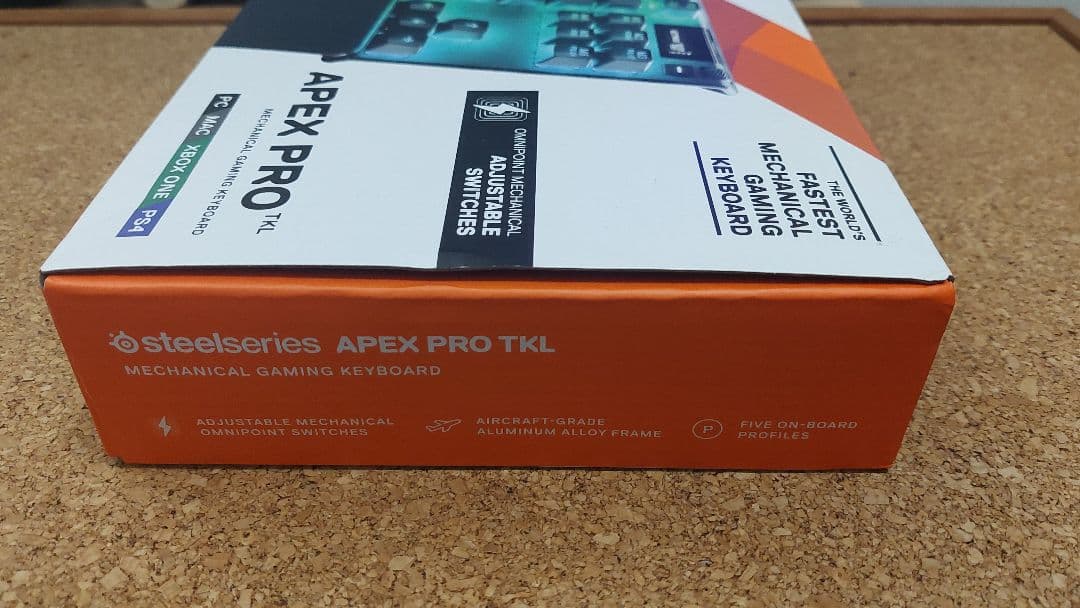 APEX PRO TKL
MECHANICAL GAMING KEYBOARD
PC MAC XBOX ONE PS4
OMNIPOINT MECHANICAL
ADJUSTABLE
SWITCHES
THE WORLD'S
FASTEST
MECHANICAL
GAMING
KEYBOARD
steelseries APEX PRO TKL
MECHANICAL GAMING KEYBOARD
ADJUSTABLE MECHANICAL
OMNIPOINT SWITCHES
AIRCRAFT-GRADE
ALUMINUM ALLOY FRAME
P
FIVE ON-BOARD
PROFILES